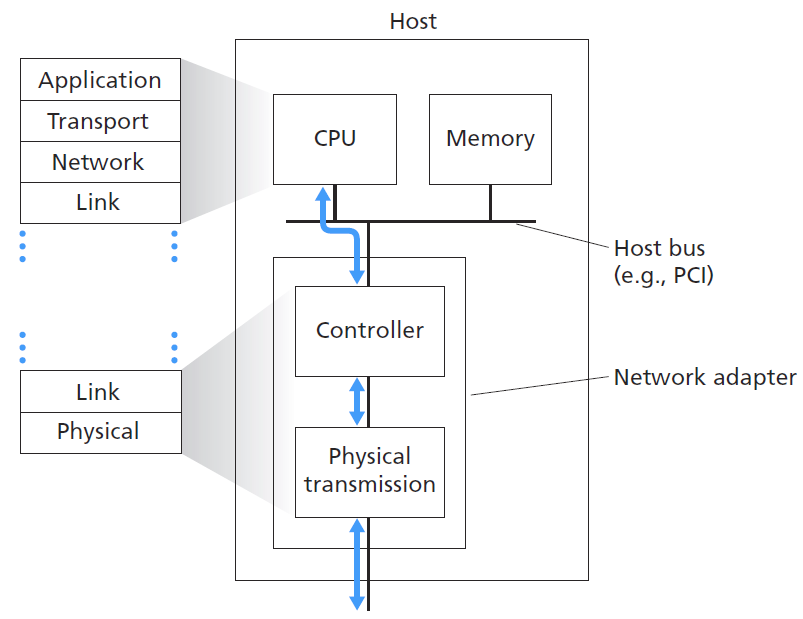 Host
Application
Transport
Network
Link
CPU
Memory
Host bus
(e.g., PCI)
Controller
Network adapter
Link
Physical
Physical
transmission